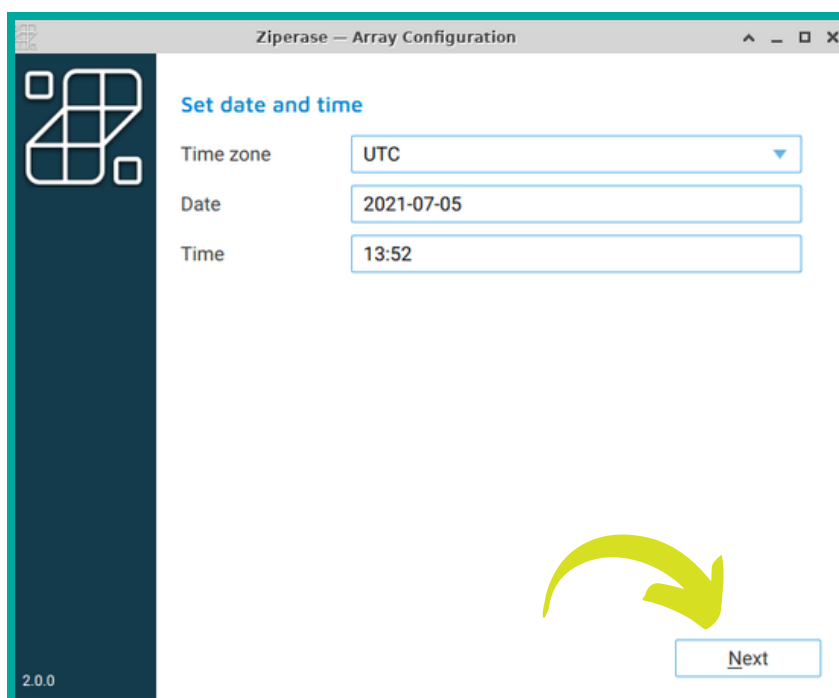 Ziperase — Array Configuration
Set date and time
Time zone UTC
Date 2021-07-05
Time 13:52
Next
2.0.0